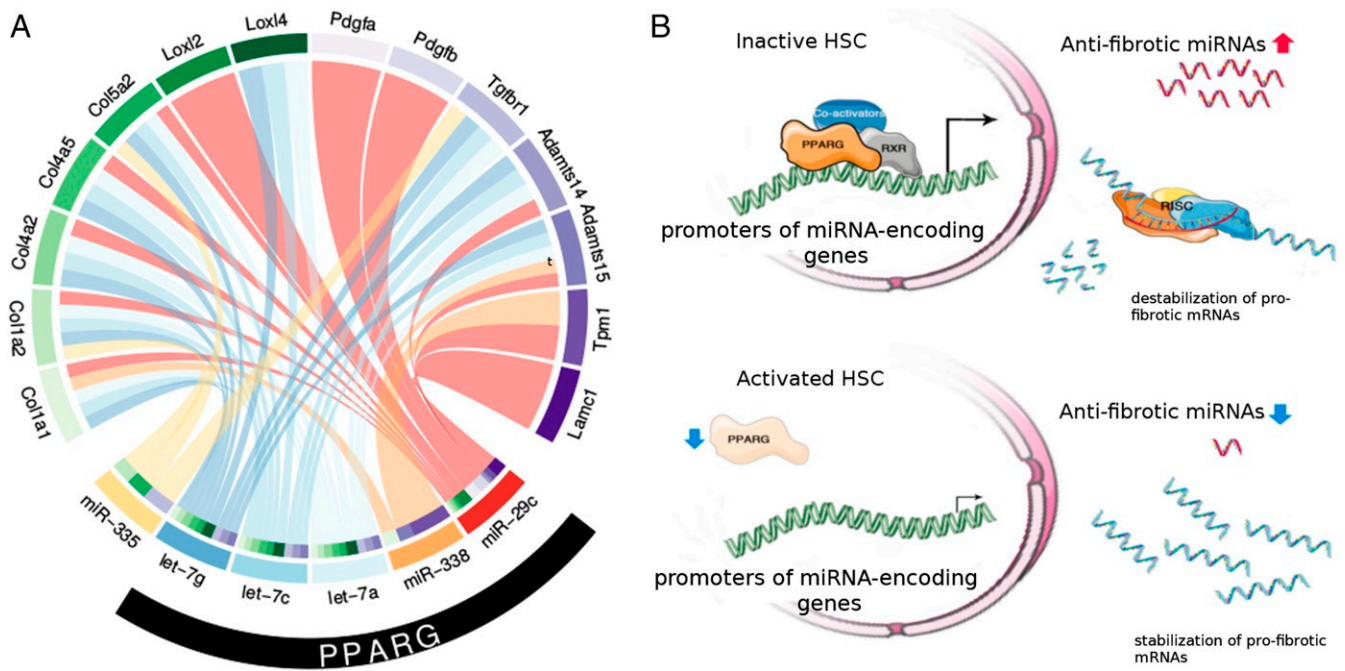 A
Col1a1
Col1a2
Col4a2
Col4a5
Col5a2
Loxl2
Loxl4
Pdgfa
Pdgfb
Tgfbr1
Adamts14
Adamts15
t
Tpm1
Lamc1
miR-335
let-7g
let-7c
let-7a
miR-338
miR-29c
PPARG
B
Inactive HSC
Co-activators
PPARG
RXR
promoters of miRNA-encoding
genes
Anti-fibrotic miRNAs
RISC
destabilization of pro-
fibrotic mRNAs
Activated HSC
PPARG
promoters of miRNA-encoding
genes
Anti-fibrotic miRNAs
stabilization of pro-fibrotic
mRNAs